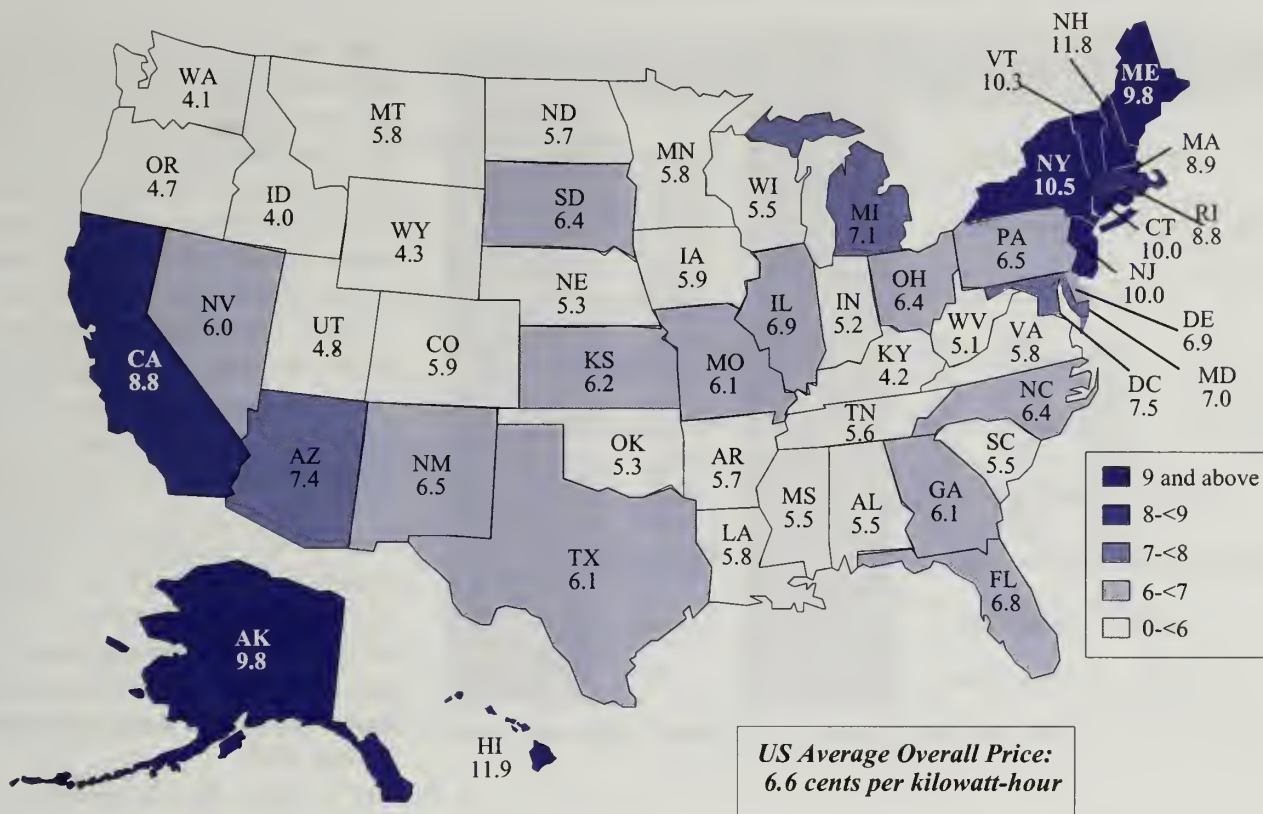 WA
4.1
OR
4.7
CA
8.8
NV
6.0
ID
4.0
MT
5.8
WY
4.3
UT
4.8
AZ
7.4
CO
5.9
NM
6.5
ND
5.7
SD
6.4
NE
5.3
KS
6.2
OK
5.3
TX
6.1
MN
5.8
IA
5.9
MO
6.1
AR
5.7
LA
5.8
WI
5.5
IL
6.9
MI
7.1
IN
5.2
OH
6.4
KY
4.2
TN
5.6
MS
5.5
AL
5.5
GA
6.1
FL
6.8
SC
5.5
NC
6.4
VA
5.8
WV
5.1
PA
6.5
NY
10.5
VT
10.3
NH
11.8
ME
9.8
MA
8.9
RI
8.8
CT
10.0
NJ
10.0
DE
6.9
MD
7.0
DC
7.5
AK
9.8
HI
11.9
9 and above
8-<9
7-<8
6-<7
0-<6
US Average Overall Price:
6.6 cents per kilowatt-hour